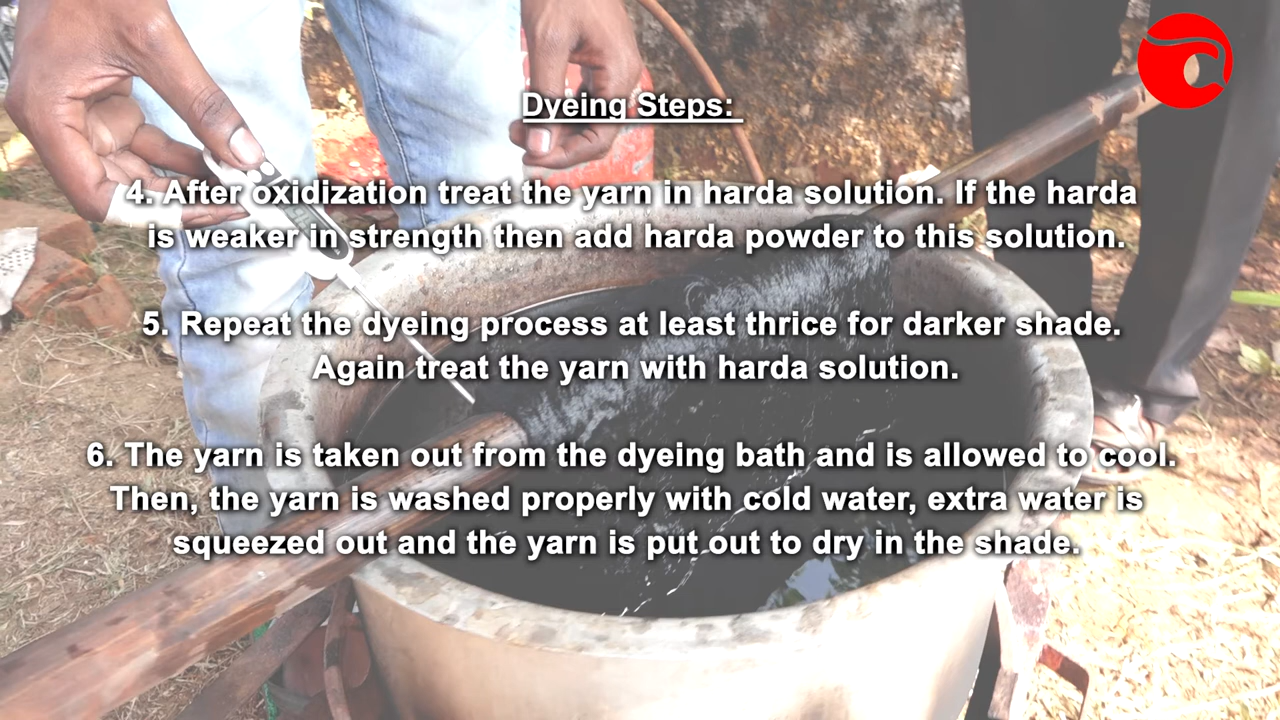 Dyeing Steps:
4. After oxidization treat the yarn in harda solution. If the harda
is weaker in strength then add harda powder to this solution.
5. Repeat the dyeing process at least thrice for darker shade.
Again treat the yarn with harda solution.
6. The yarn is taken out from the dyeing bath and is allowed to cool.
Then, the yarn is washed properly with cold water, extra water is
squeezed out and the yarn is put out to dry in the shade.